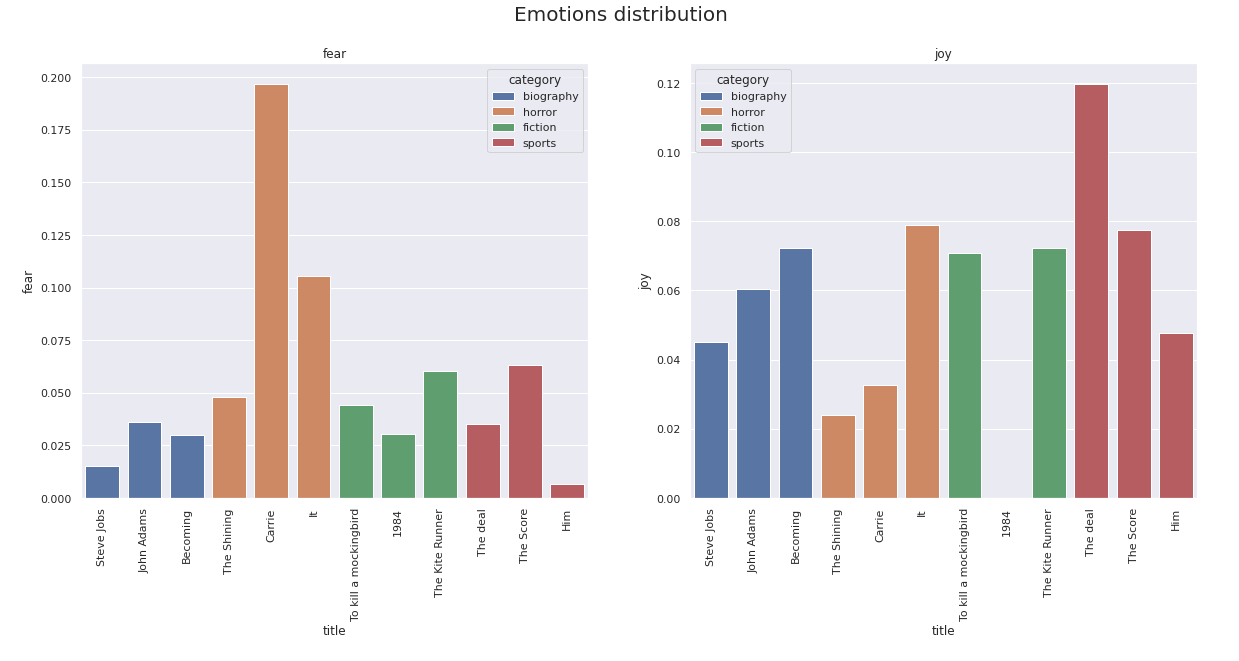 Emotions distribution
fear
category
biography
horror
fiction
sports
0.200
0.175
0.150
0.125
0.100
0.075
0.050
0.025
0.000
fear
Steve Jobs
John Adams
Becoming
The Shining
Carrie
It
To kill a mockingbird
1984
The Kite Runner
The deal
The Score
Him
title
joy
category
biography
horror
fiction
sports
0.12
0.10
0.08
0.06
0.04
0.02
0.00
joy
Steve Jobs
John Adams
Becoming
The Shining
Carrie
It
To kill a mockingbird
1984
The Kite Runner
The deal
The Score
Him
title